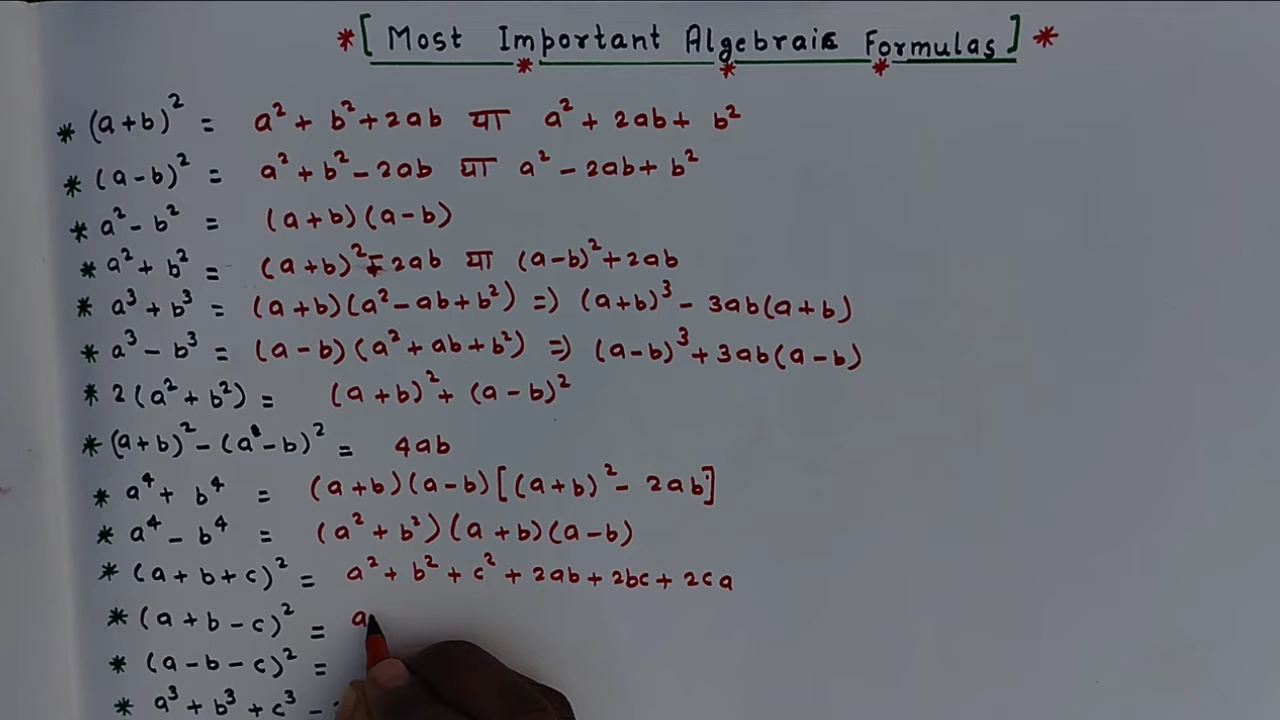 *[ Most Important Algebraic Formulas ]*
* (a+b)² = a² + b² + 2ab या a² + 2ab + b²
* (a-b)² = a² + b² - 2ab या a² - 2ab + b²
* a² - b² = (a+b)(a-b)
* a² + b² = (a+b)² - 2ab या (a-b)² + 2ab
* a³ + b³ = (a+b)(a² - ab + b²) => (a+b)³ - 3ab(a+b)
* a³ - b³ = (a-b)(a² + ab + b²) => (a-b)³ + 3ab(a-b)
* 2(a² + b²) = (a+b)² + (a-b)²
* (a+b)² - (a-b)² = 4ab
* a⁴ + b⁴ = (a+b)(a-b)[(a+b)² - 2ab]
* a⁴ - b⁴ = (a² + b²)(a+b)(a-b)
* (a+b+c)² = a² + b² + c² + 2ab + 2bc + 2ca
* (a+b-c)² = a
* (a-b-c)² =
* a³ + b³ + c³ -